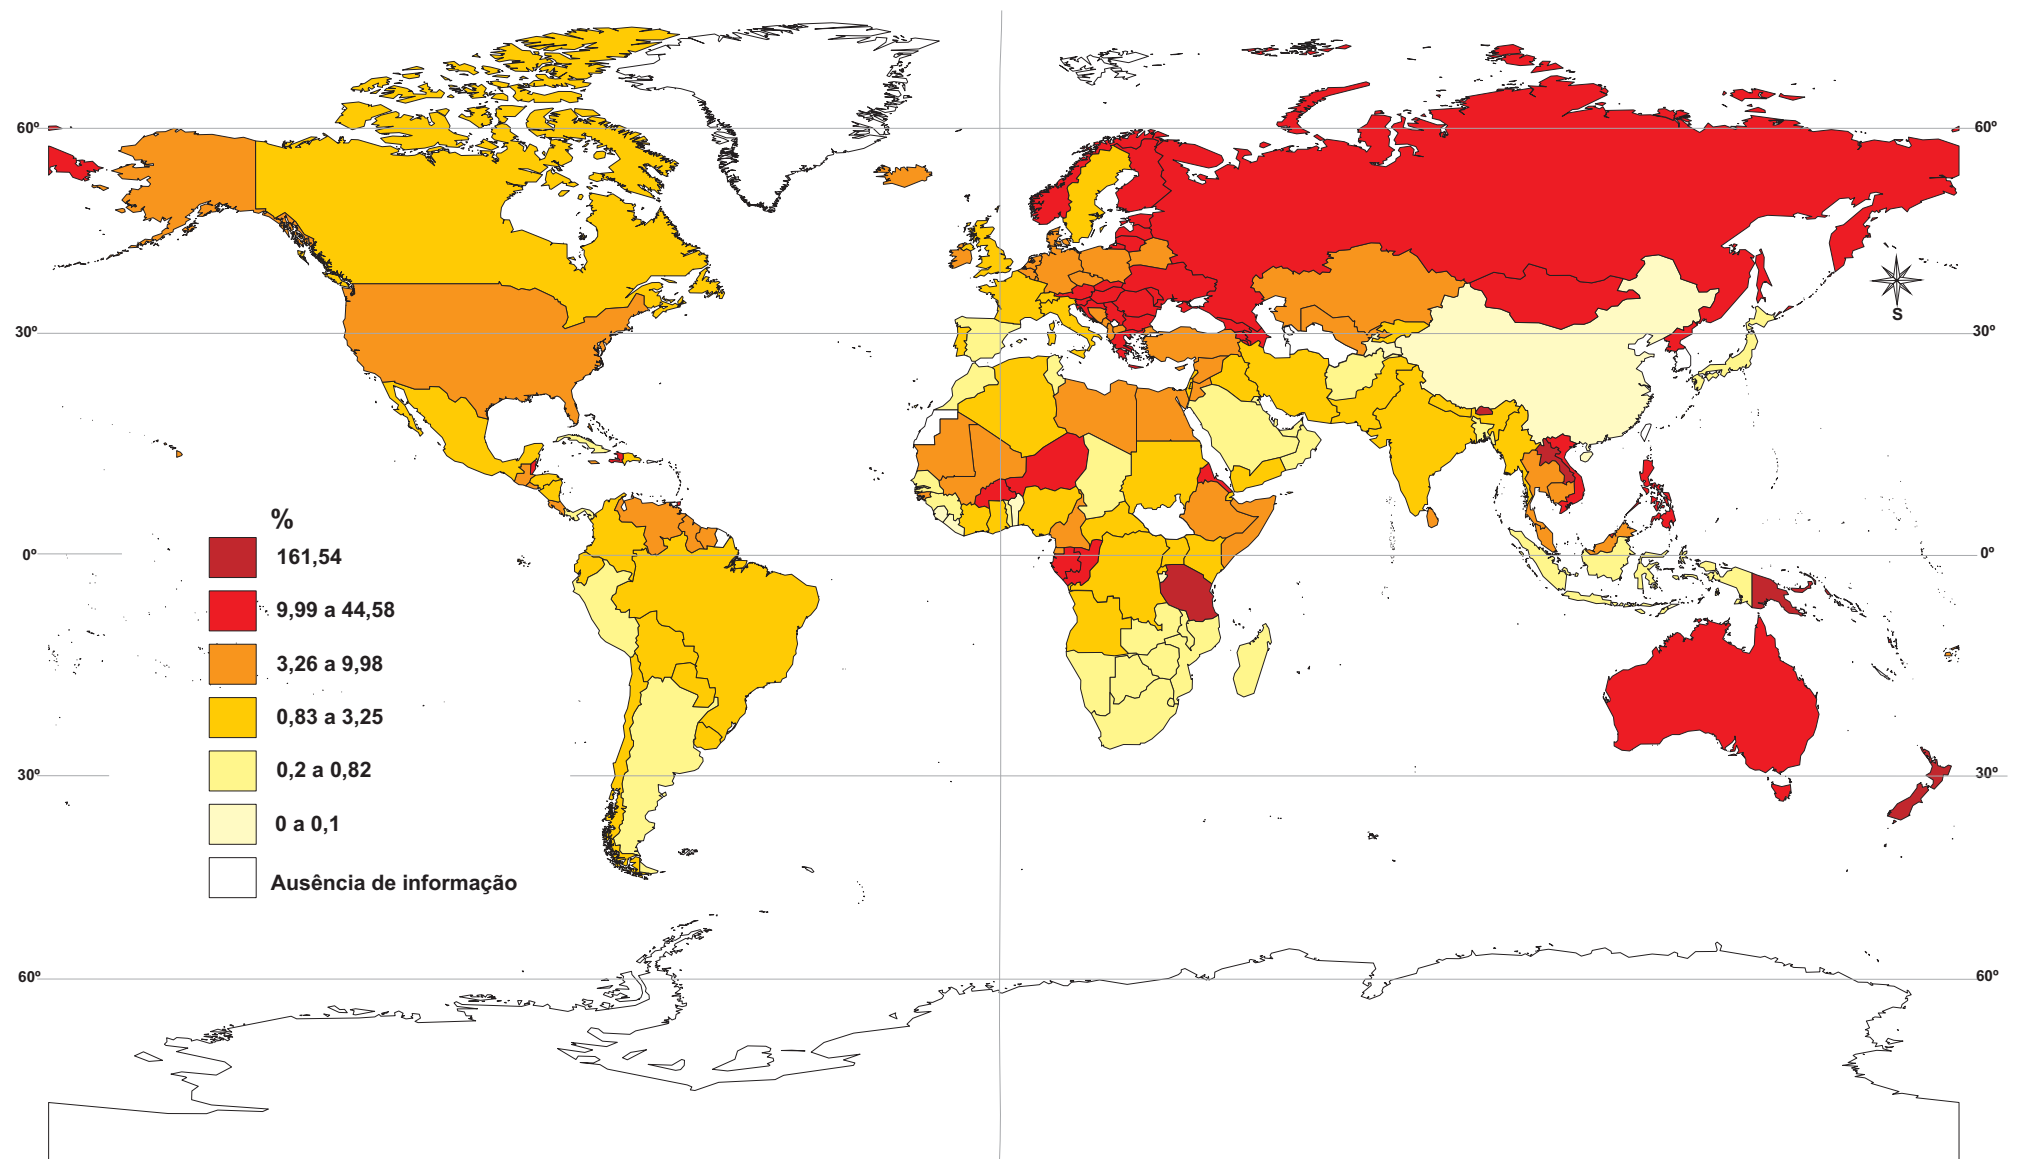 60º
60º
S
30º
30º
%
161,54
0º
0º
9,99 a 44,58
3,26 a 9,98
0,83 a 3,25
0,2 a 0,82
30º
30º
0 a 0,1
Ausência de informação
60º
60º